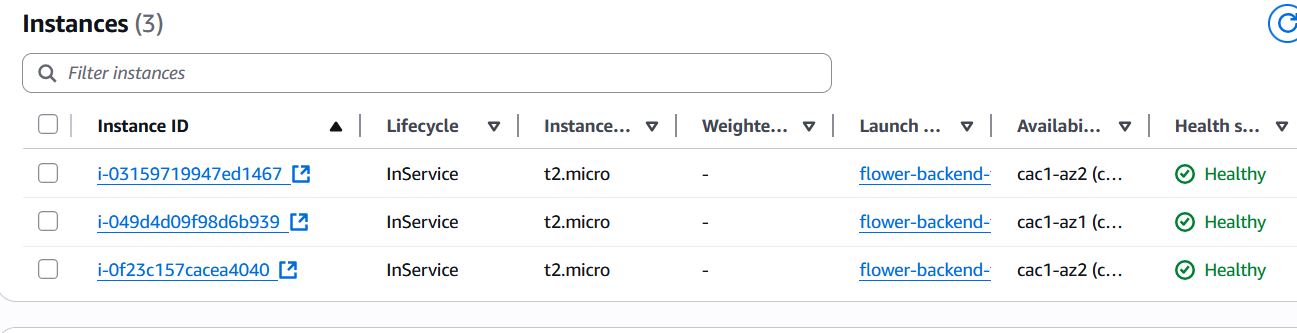 Instances (3)
Filter instances
Instance ID Lifecycle Instance... Weighte... Launch ... Availabi... Health s...
i-03159719947ed1467 InService t2.micro - flower-backend- cac1-az2 (c... Healthy
i-049d4d09f98d6b939 InService t2.micro - flower-backend- cac1-az1 (c... Healthy
i-0f23c157cacea4040 InService t2.micro - flower-backend- cac1-az2 (c... Healthy